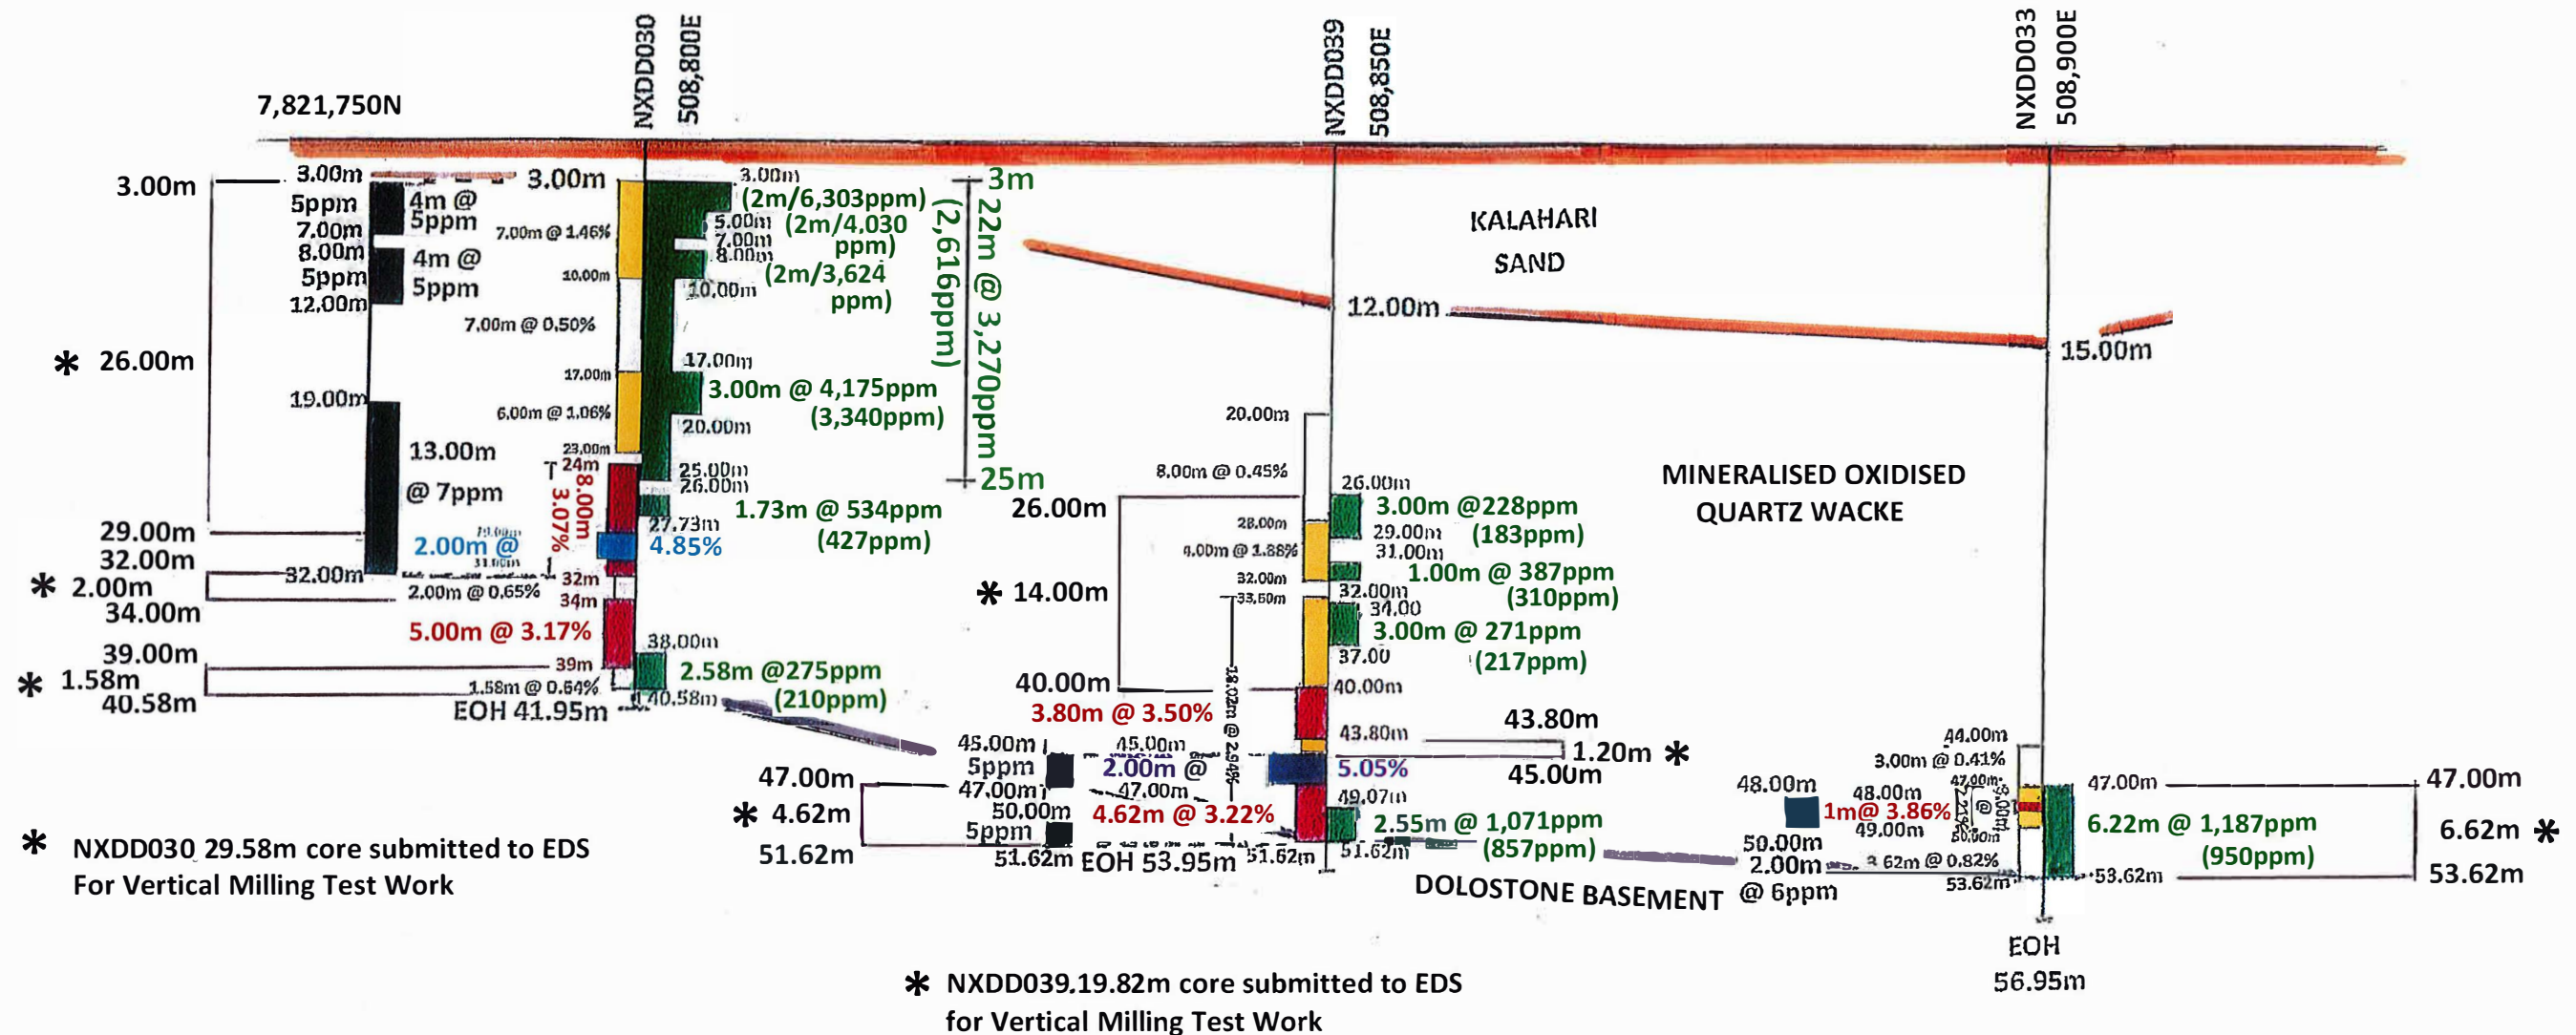 NXDD030
508,800E
NXDD039
508,850E
NXDD033
508,900E
7,821,750N
3.00m
3.00m
3.00m
3.00m
3m
5ppm
4m @
5ppm
7.00m
8.00m
5ppm
4m @
5ppm
12.00m
7.00m @ 1.46%
10.00m
7.00m @ 0.50%
(2m/6,303ppm)
5.00m
(2m/4,030
ppm)
7.00m
8.00m
(2m/3,624
ppm)
10.00m
(2,616ppm)
22m @ 3,270ppm
* 26.00m
19.00m
17.00m
17.00m
3.00m @ 4,175ppm
(3,340ppm)
6.00m @ 1.06%
20.00m
23.00m
13.00m
@ 7ppm
24m
8.00m @
3.07%
25.00m
26.00m
25m
1.73m @ 534ppm
(427ppm)
27.73m
29.00m
2.00m @
4.85%
31.00m
32.00m
32.00m
32m
* 2.00m
2.00m @ 0.65%
34.00m
34m
5.00m @ 3.17%
38.00m
39.00m
39m
2.58m @275ppm
(210ppm)
* 1.58m
1.58m @ 0.64%
40.58m
40.58m
EOH 41.95m
* NXDD030 29.58m core submitted to EDS
For Vertical Milling Test Work
KALAHARI
SAND
12.00m
15.00m
MINERALISED OXIDISED
QUARTZ WACKE
20.00m
8.00m @ 0.45%
26.00m
26.00m
3.00m @228ppm
(183ppm)
28.00m
29.00m
4.00m @ 1.88%
31.00m
1.00m @ 387ppm
(310ppm)
32.00m
32.00m
* 14.00m
33.60m
34.00
3.00m @ 271ppm
(217ppm)
37.00
40.00m
40.00m
18.02m @ 2.94%
3.80m @ 3.50%
43.80m
43.80m
1.20m *
45.00m
45.00m
45.00m
5ppm
2.00m @
5.05%
47.00m
47.00m
47.00m
49.07m
50.00m
* 4.62m
5ppm
4.62m @ 3.22%
2.55m @ 1,071ppm
(857ppm)
51.62m
51.62m
EOH 53.95m
51.62m
51.62m
DOLOSTONE BASEMENT
44.00m
3.00m @ 0.41%
47.00m
47.00m
47.00m
48.00m
48.00m
1m@ 3.86%
49.00m
50.00m
50.00m
2.00m
@ 6ppm
3.62m @ 0.82%
6.22m @ 1,187ppm
(950ppm)
6.62m *
53.62m
53.62m
53.62m
EOH
56.95m
* NXDD039.19.82m core submitted to EDS
for Vertical Milling Test Work